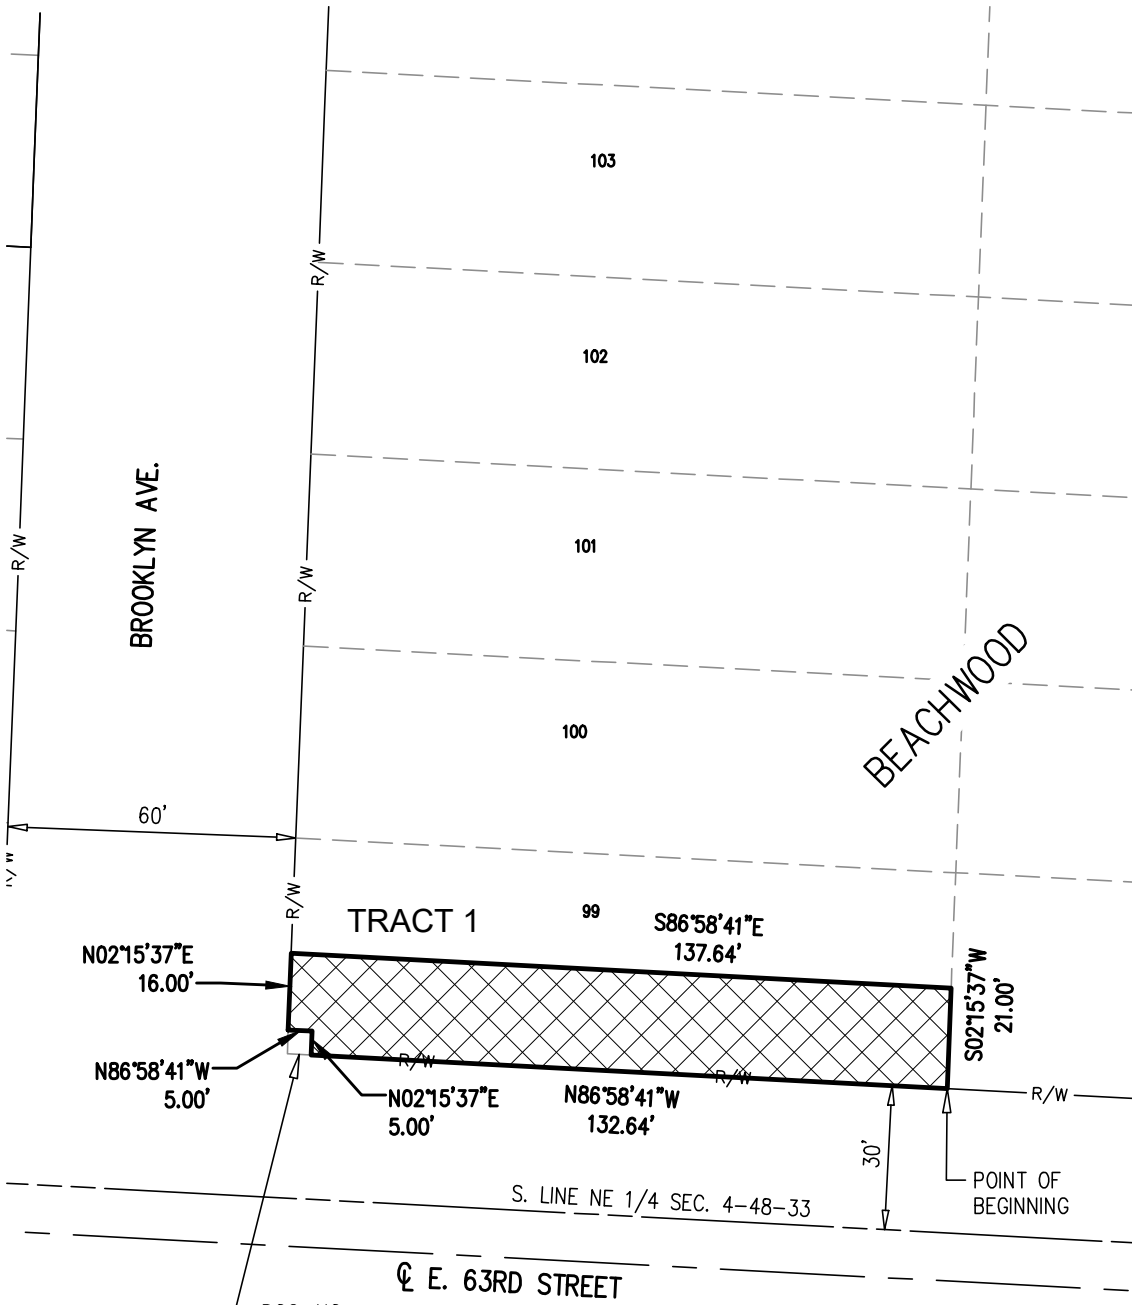 103
R/W
102
BROOKLYN AVE.
R/W
R/W
101
BEACHWOOD
100
60'
R/W
R/W
99
TRACT 1
S86°58'41"E
137.64'
N02°15'37"E
16.00'
S02°15'37"W
21.00'
N86°58'41"W
5.00'
R/W
R/W
N02°15'37"E
5.00'
N86°58'41"W
132.64'
R/W
30'
POINT OF
BEGINNING
S. LINE NE 1/4 SEC. 4-48-33
℄ E. 63RD STREET